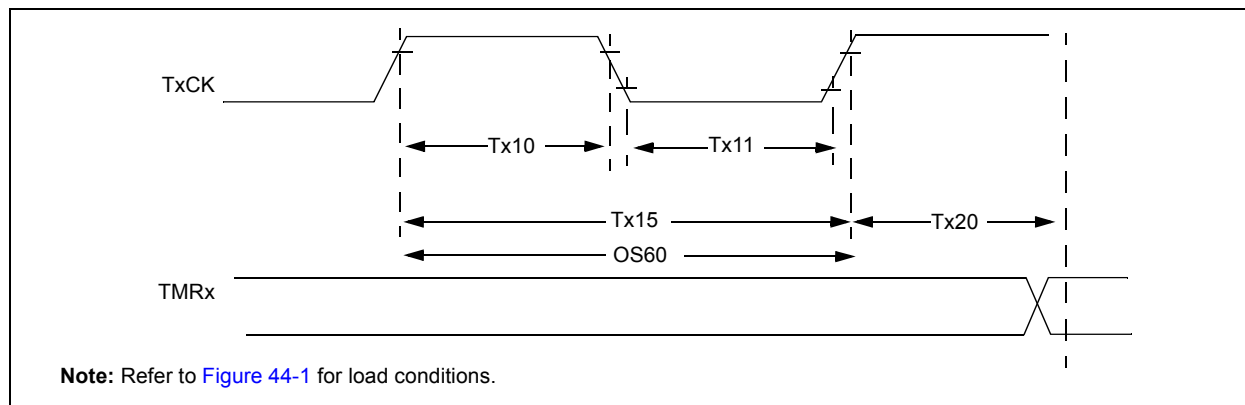 TxCK
Tx10
Tx11
Tx15
Tx20
OS60
TMRx
Note: Refer to Figure 44-1 for load conditions.